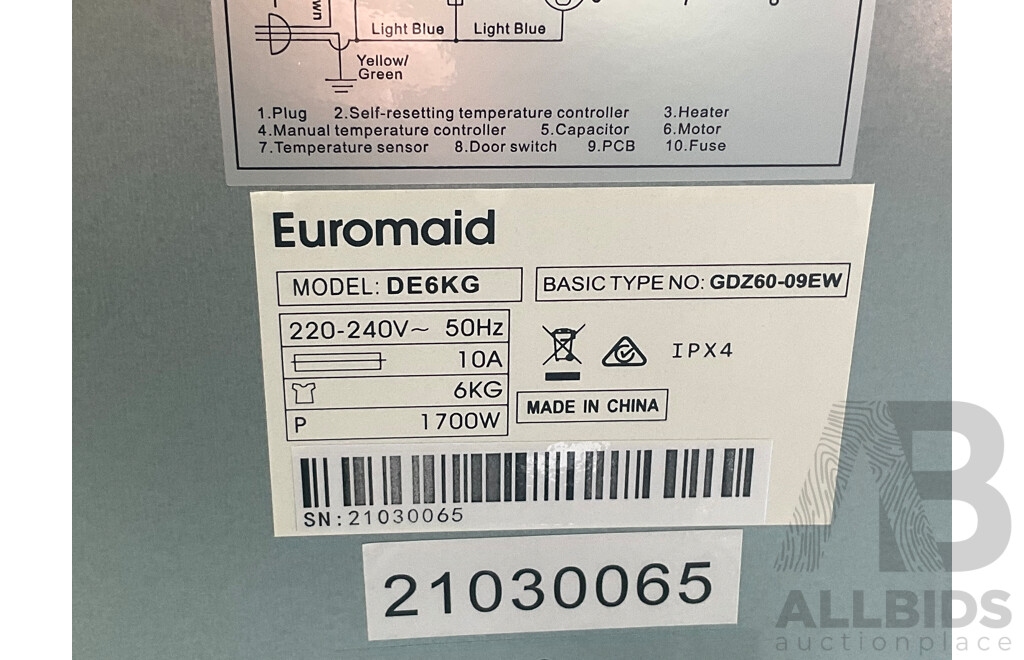 Light Blue Light Blue
Yellow/
Green
1.Plug 2.Self-resetting temperature controller 3.Heater
4.Manual temperature controller 5.Capacitor 6.Motor
7.Temperature sensor 8.Door switch 9.PCB 10.Fuse
Euromaid
MODEL: DE6KG BASIC TYPE NO: GDZ60-09EW
220-240V~ 50Hz
10A
IPX4
6KG
P 1700W
MADE IN CHINA
SN:21030065
21030065
AB
ALLBIDS
auctionplace